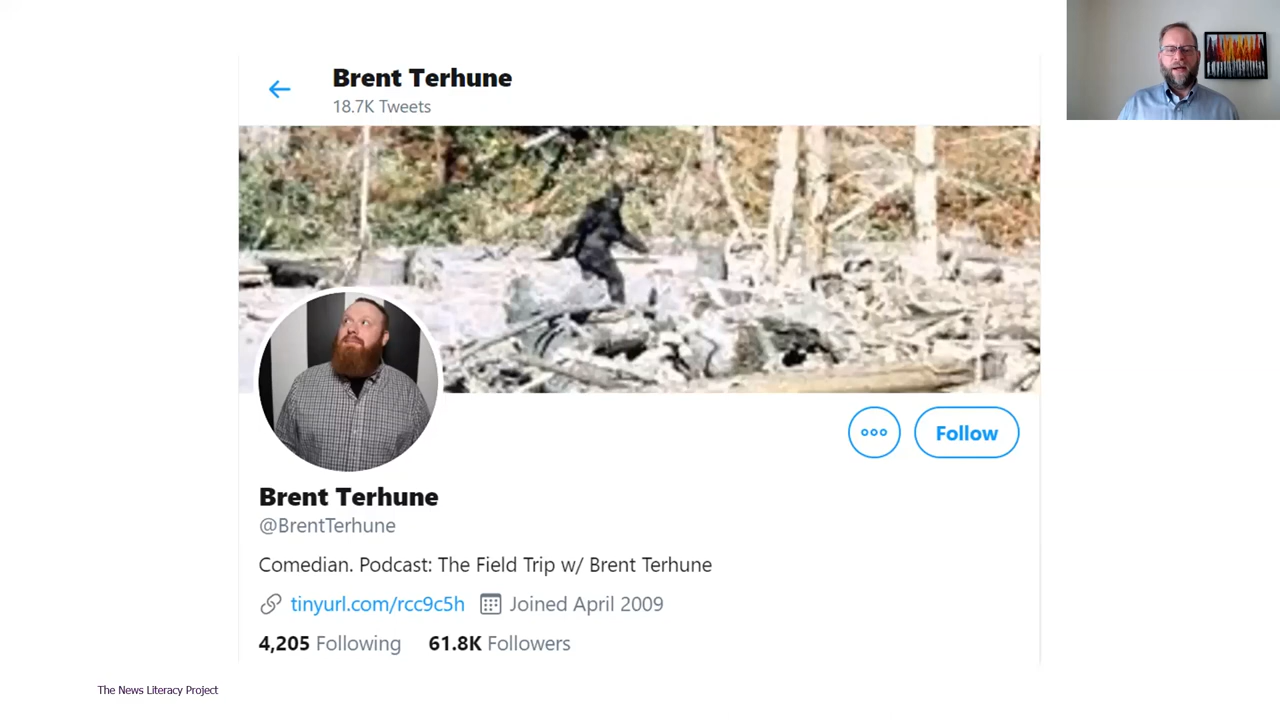 Brent Terhune
18.7K Tweets
Follow
Brent Terhune
@BrentTerhune
Comedian. Podcast: The Field Trip w/ Brent Terhune
tinyurl.com/rcc9c5h Joined April 2009
4,205 Following 61.8K Followers
The News Literacy Project